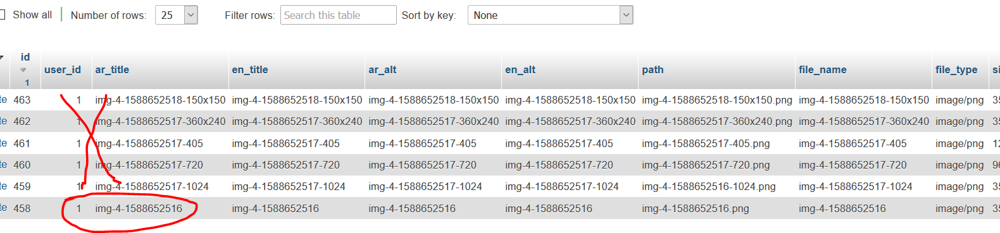 Show all | Number of rows: 25 Filter rows: Search this table Sort by key: None
id 1 user_id ar_title en_title ar_alt en_alt path file_name file_type si
te 463 1 img-4-1588652518-150x150 img-4-1588652518-150x150 img-4-1588652518-150x150 img-4-1588652518-150x150 img-4-1588652518-150x150.png img-4-1588652518-150x150 image/png 35
te 462 1 img-4-1588652517-360x240 img-4-1588652517-360x240 img-4-1588652517-360x240 img-4-1588652517-360x240 img-4-1588652517-360x240.png img-4-1588652517-360x240 image/png 35
te 461 1 img-4-1588652517-405 img-4-1588652517-405 img-4-1588652517-405 img-4-1588652517-405 img-4-1588652517-405.png img-4-1588652517-405 image/png 12
te 460 1 img-4-1588652517-720 img-4-1588652517-720 img-4-1588652517-720 img-4-1588652517-720 img-4-1588652517-720.png img-4-1588652517-720 image/png 96
te 459 1 img-4-1588652517-1024 img-4-1588652517-1024 img-4-1588652517-1024 img-4-1588652517-1024 img-4-1588652516-1024.png img-4-1588652517-1024 image/png 35
te 458 1 img-4-1588652516 img-4-1588652516 img-4-1588652516 img-4-1588652516 img-4-1588652516.png img-4-1588652516 image/png 35